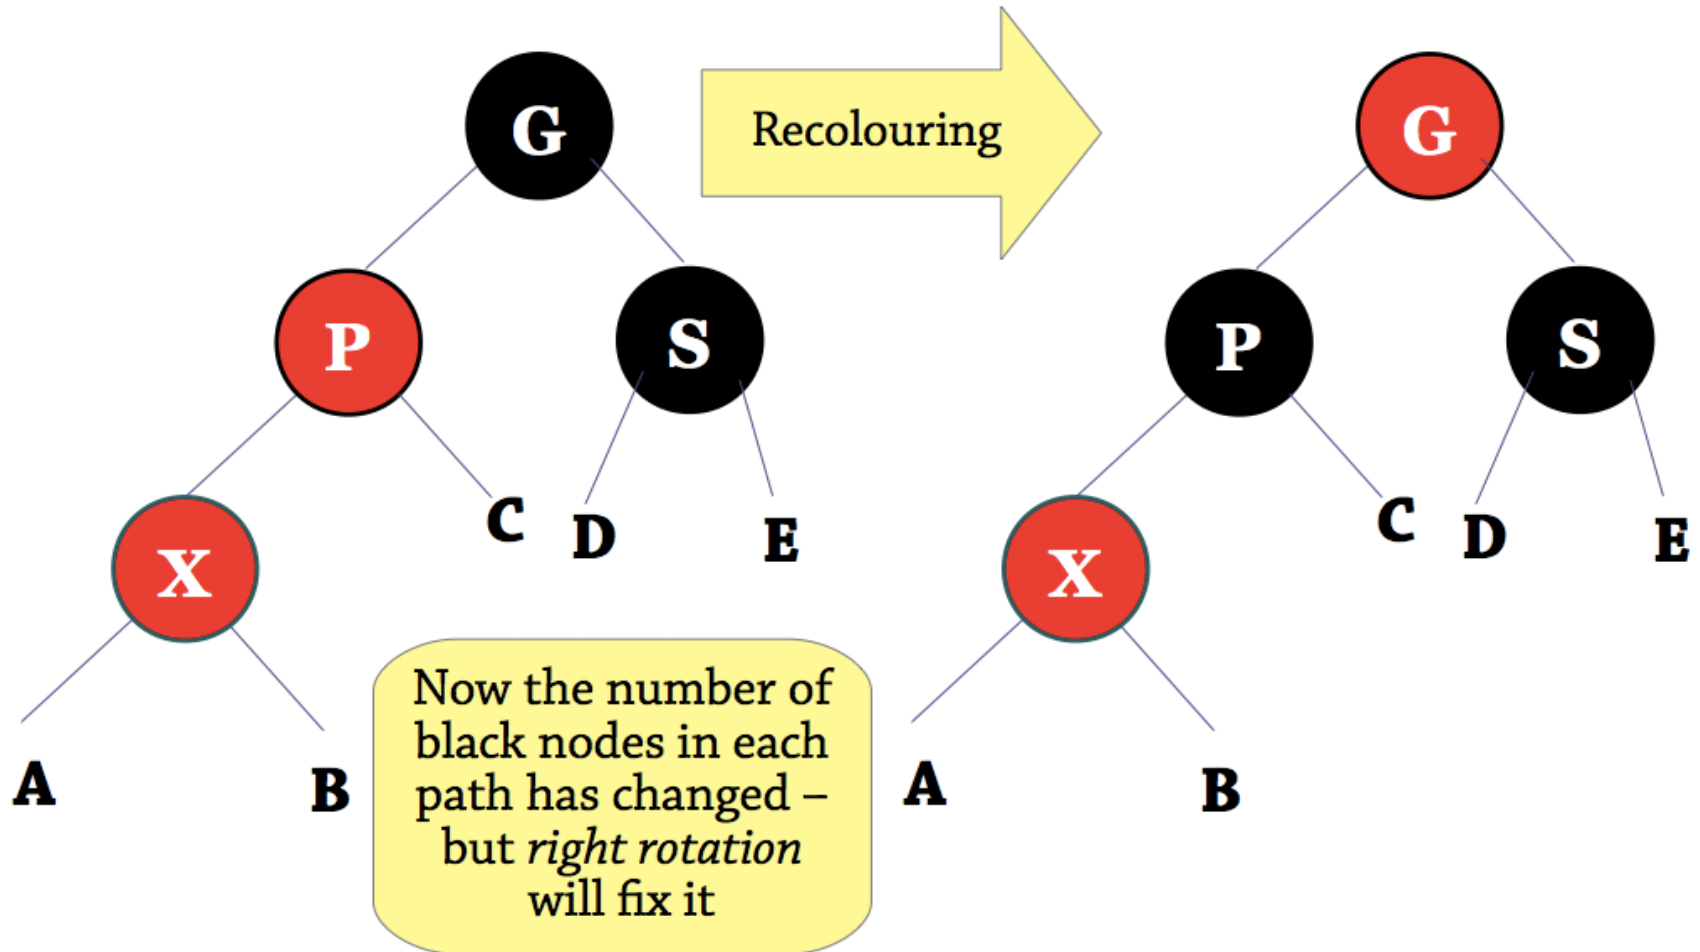 G
Recolouring
G
P
S
P
S
X
C
D
E
X
C
D
E
Now the number of
black nodes in each
path has changed –
but right rotation
will fix it
A
B
A
B